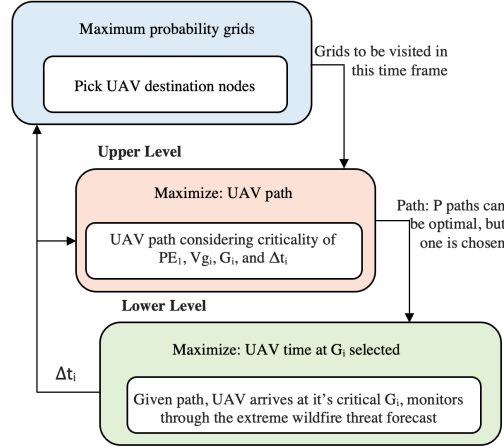 Maximum probability grids
Pick UAV destination nodes
Grids to be visited in
this time frame
Upper Level
Maximize: UAV path
UAV path considering criticality of
PE₁, Vgᵢ, Gᵢ, and Δtᵢ
Path: P paths can
be optimal, but
one is chosen
Lower Level
Maximize: UAV time at Gᵢ selected
Given path, UAV arrives at it's critical Gᵢ, monitors
through the extreme wildfire threat forecast
Δtᵢ